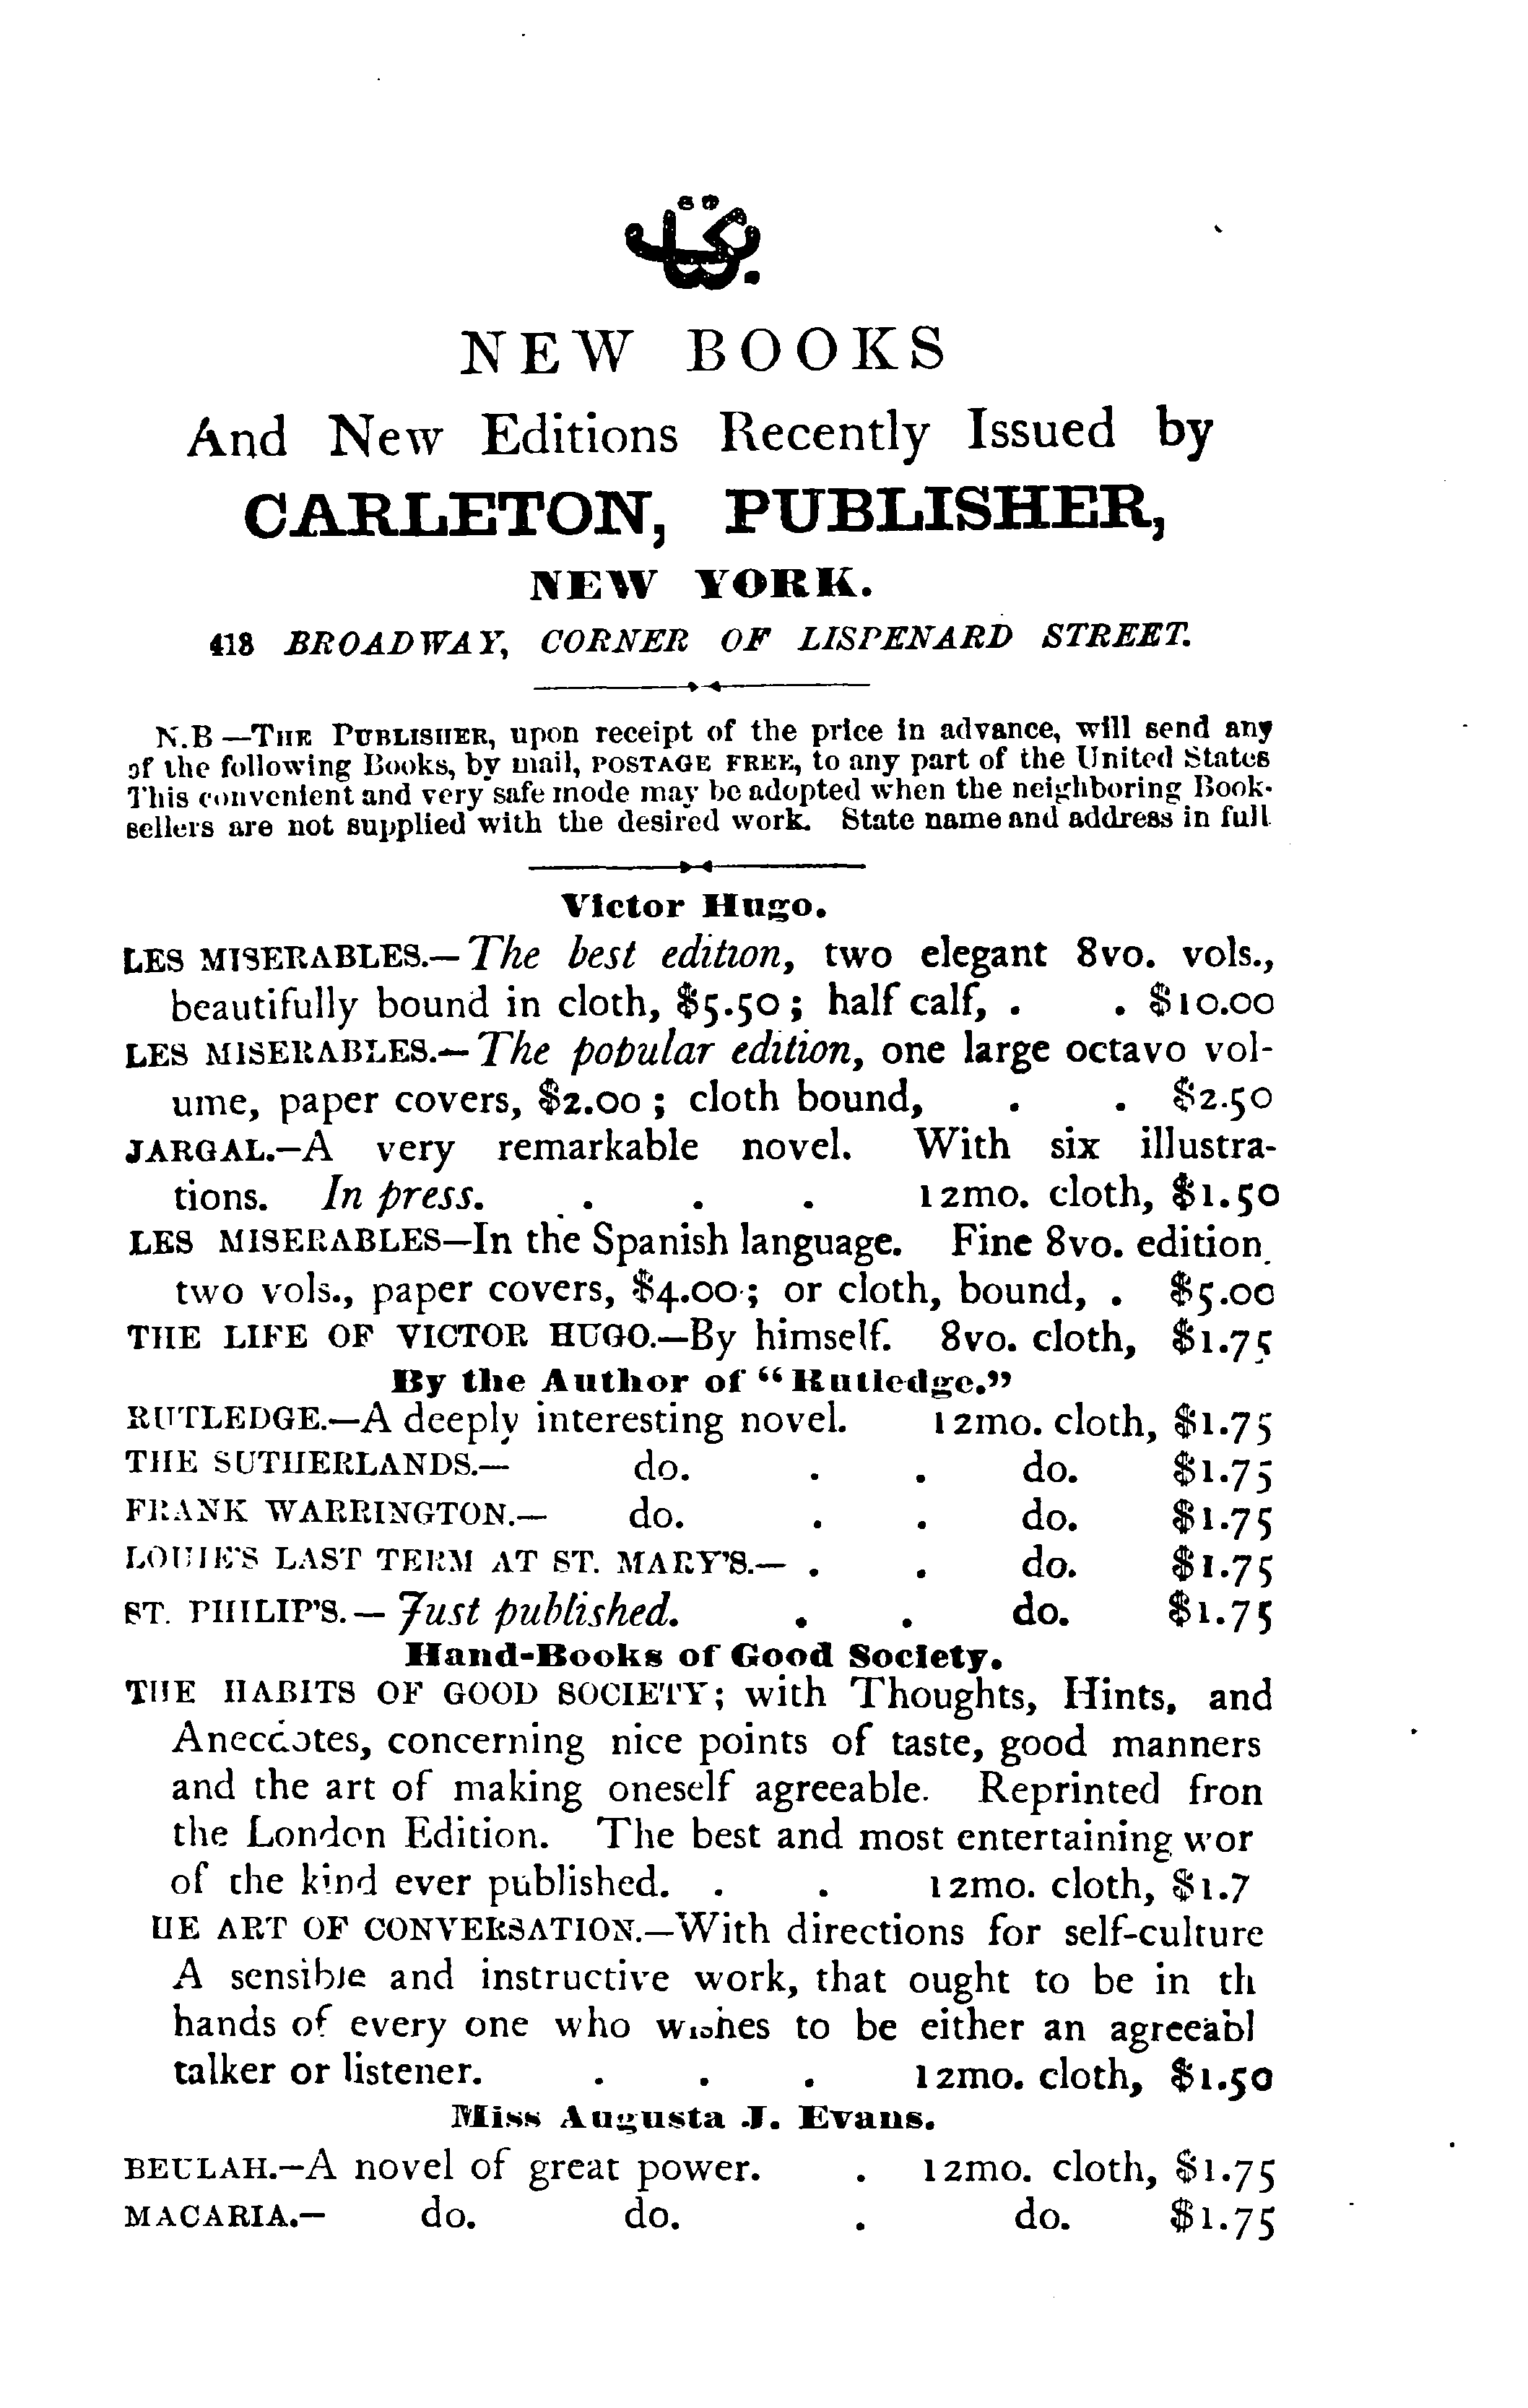 NEW BOOKS
And New Editions Recently Issued by
CARLETON, PUBLISHER,
NEW YORK.
418 BROADWAY, CORNER OF LISPENARD STREET.
N.B —THE PUBLISHER, upon receipt of the price in advance, will send any
of the following Books, by mail, POSTAGE FREE, to any part of the United States
This convenient and very safe mode may be adopted when the neighboring Book-
sellers are not supplied with the desired work. State name and address in full
Victor Hugo.
LES MISERABLES.—The best edition, two elegant 8vo. vols.,
beautifully bound in cloth, $5.50; half calf, . . $10.00
LES MISERABLES.—The popular edition, one large octavo vol-
ume, paper covers, $2.00; cloth bound, . . $2.50
JARGAL.—A very remarkable novel. With six illustra-
tions. In press. . . . 12mo. cloth, $1.50
LES MISERABLES—In the Spanish language. Fine 8vo. edition
two vols., paper covers, $4.00; or cloth, bound, . $5.00
THE LIFE OF VICTOR HUGO.—By himself. 8vo. cloth, $1.75
By the Author of "Rutledge."
RUTLEDGE.—A deeply interesting novel. 12mo. cloth, $1.75
THE SUTHERLANDS.— do. . . do. $1.75
FRANK WARRINGTON.— do. . . do. $1.75
LOUIE'S LAST TERM AT ST. MARY'S.— . . do. $1.75
ST. PHILIP'S.—Just published. . . do. $1.75
Hand-Books of Good Society.
THE HABITS OF GOOD SOCIETY; with Thoughts, Hints, and
Anecdotes, concerning nice points of taste, good manners
and the art of making oneself agreeable. Reprinted fron
the London Edition. The best and most entertaining wor
of the kind ever published. . . 12mo. cloth, $1.7
HE ART OF CONVERSATION.—With directions for self-culture
A sensible and instructive work, that ought to be in th
hands of every one who wishes to be either an agreeabl
talker or listener. . . . 12mo. cloth, $1.50
Miss Augusta J. Evans.
BEULAH.—A novel of great power. . 12mo. cloth, $1.75
MACARIA.— do. do. . do. $1.75